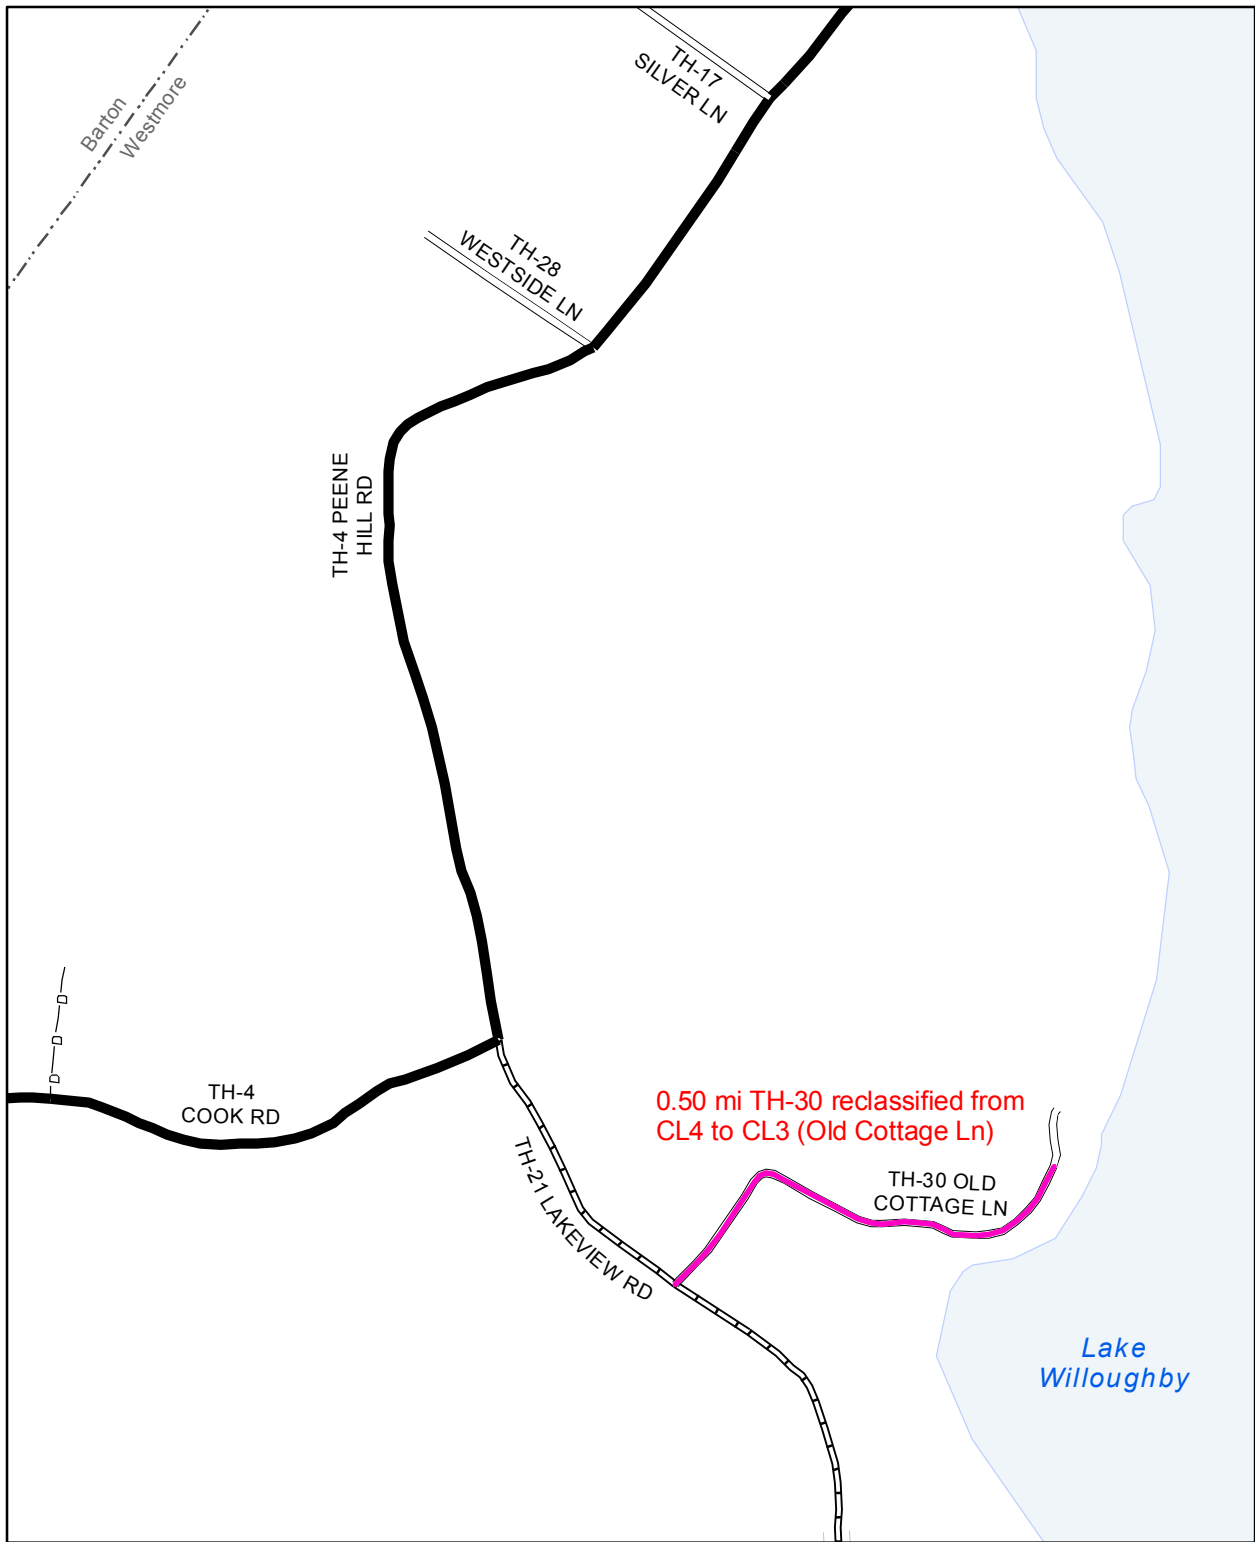 TH-17
SILVER LN
Barton
Westmore
TH-28
WESTSIDE LN
TH-4 PEENE
HILL RD
D
D
D
TH-4
COOK RD
0.50 mi TH-30 reclassified from
CL4 to CL3 (Old Cottage Ln)
TH-21 LAKEVIEW RD
TH-30 OLD
COTTAGE LN
Lake
Willoughby